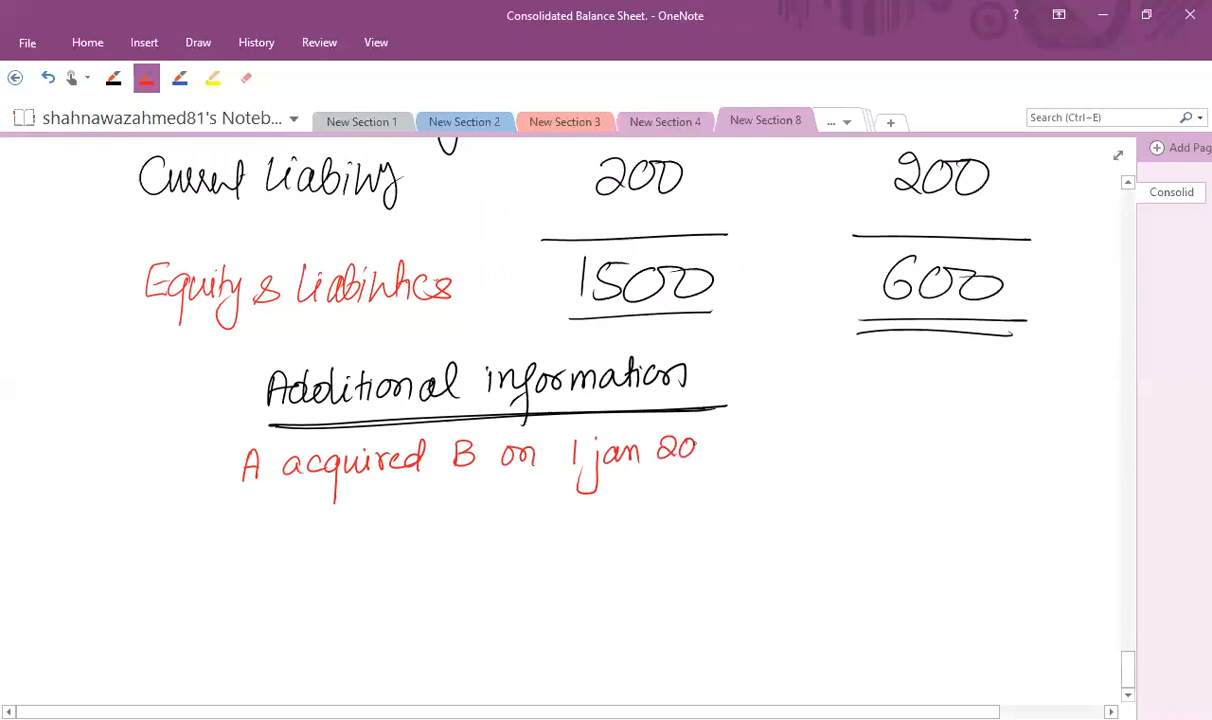 Consolidated Balance Sheet. - OneNote
?
File Home Insert Draw History Review View
shahnawazahmed81's Noteb... New Section 1 New Section 2 New Section 3 New Section 4 New Section 8 ... + Search (Ctrl+E)
Add Pag
Consolid
Current liability 200 200
Equity & liabilities 1500 600
Additional information
A acquired B on 1 jan 20